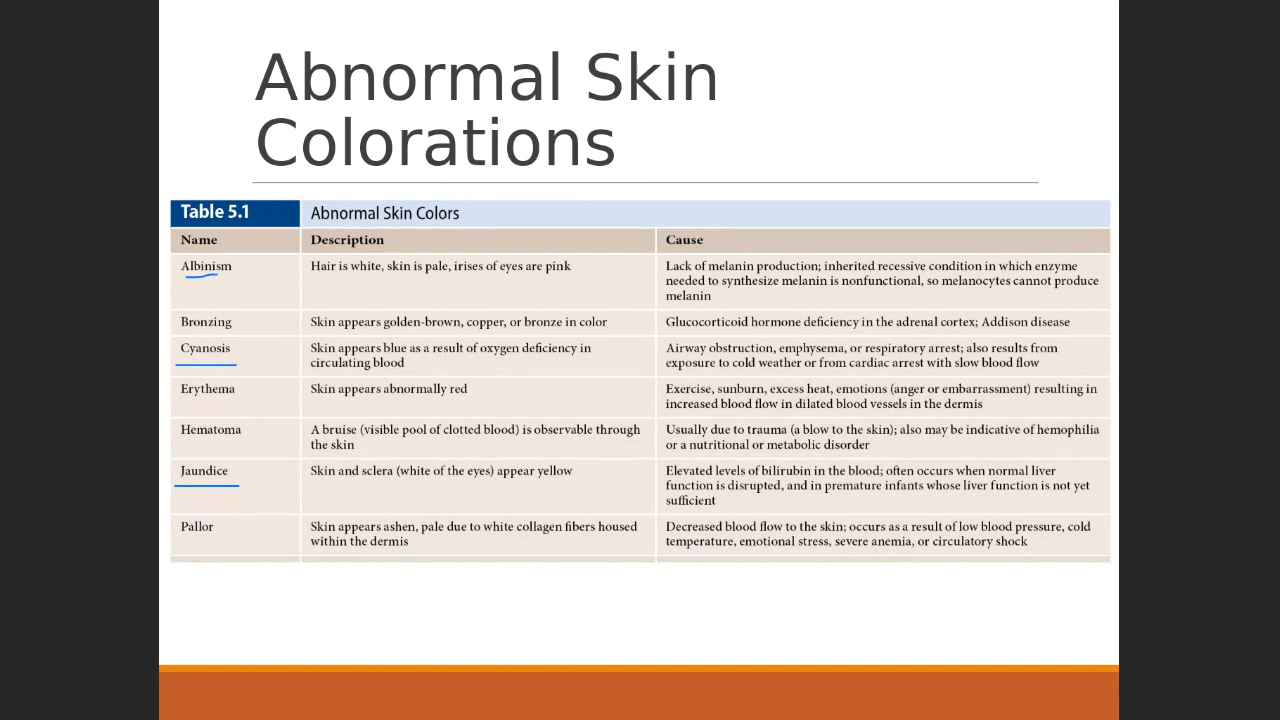 Abnormal Skin
Colorations
Table 5.1 Abnormal Skin Colors
Name Description Cause
Albinism Hair is white, skin is pale, irises of eyes are pink Lack of melanin production; inherited recessive condition in which enzyme
needed to synthesize melanin is nonfunctional, so melanocytes cannot produce
melanin
Bronzing Skin appears golden-brown, copper, or bronze in color Glucocorticoid hormone deficiency in the adrenal cortex; Addison disease
Cyanosis Skin appears blue as a result of oxygen deficiency in Airway obstruction, emphysema, or respiratory arrest; also results from
circulating blood exposure to cold weather or from cardiac arrest with slow blood flow
Erythema Skin appears abnormally red Exercise, sunburn, excess heat, emotions (anger or embarrassment) resulting in
increased blood flow in dilated blood vessels in the dermis
Hematoma A bruise (visible pool of clotted blood) is observable through Usually due to trauma (a blow to the skin); also may be indicative of hemophilia
the skin or a nutritional or metabolic disorder
Jaundice Skin and sclera (white of the eyes) appear yellow Elevated levels of bilirubin in the blood; often occurs when normal liver
function is disrupted, and in premature infants whose liver function is not yet
sufficient
Pallor Skin appears ashen, pale due to white collagen fibers housed Decreased blood flow to the skin; occurs as a result of low blood pressure, cold
within the dermis temperature, emotional stress, severe anemia, or circulatory shock